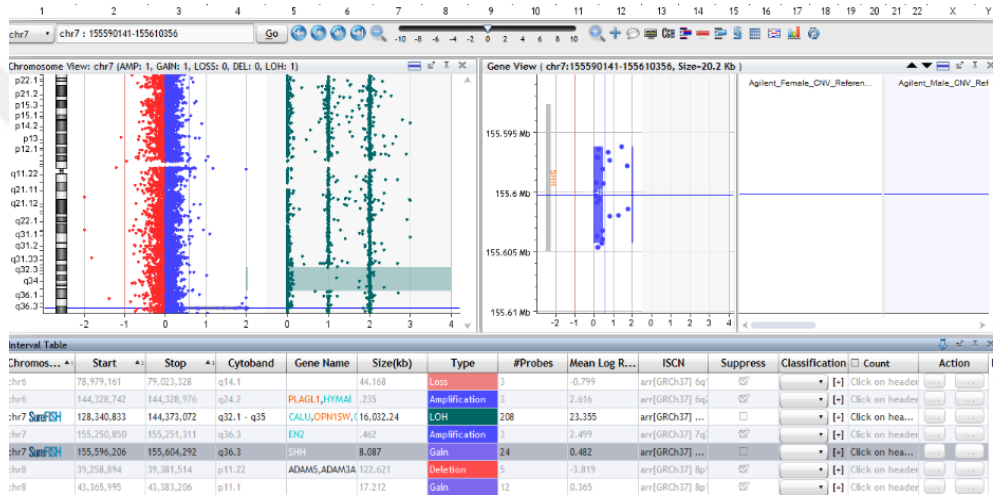 1 2 3 4 5 6 7 8 9 10 11 12 13 14 15 16 17 18 19 20 21 22 X Y
chr7 chr7 : 155590141-155610356 Go -10 -8 -6 -4 -2 0 2 4 6 8 10
Chromosome View: chr7 (AMP: 1, GAIN: 1, LOSS: 0, DEL: 0, LOH: 1)
p22.1
p21.2
p15.3
p15.1
p14.2
p13
p12.1
q11.22
q21.11
q21.12
q22.1
q31.1
q31.2
q31.33
q32.3
q34
q36.1
q36.3
-2 -1 0 1 2 0 1 2 3 4
Gene View ( chr7:155590141-155610356, Size=20.2 Kb )
155.595 Mb
SHH
155.6 Mb
155.605 Mb
155.61 Mb
-2 -1 0 1 2 0 1 2 3 4
Agilent_Female_CNV_Referen... Agilent_Male_CNV_Ref
Interval Table
Chromos... Start Stop Cytoband Gene Name Size(kb) Type #Probes Mean Log R... ISCN Suppress Classification Count Action
chr6 78,979,161 79,023,328 q14.1 44.168 Loss 3 -0.799 arr[GRCh37] 6q [+] Click on header
chr6 144,328,742 144,328,976 q24.2 PLAGL1,HYMAI .235 Amplification 3 2.616 arr[GRCh37] 6q [+] Click on header
chr7 SureFISH 128,340,833 144,373,072 q32.1 - q35 CALU,OPN1SW, 16,032.24 LOH 208 23.355 arr[GRCh37] ... [+] Click on hea...
chr7 155,250,850 155,251,311 q36.3 EN2 .462 Amplification 3 2.499 arr[GRCh37] 7q [+] Click on header
chr7 SureFISH 155,596,206 155,604,292 q36.3 SHH 8.087 Gain 24 0.482 arr[GRCh37] ... [+] Click on hea...
chr8 39,258,894 39,381,514 p11.22 ADAM5,ADAM3A 122.621 Deletion 5 -3.819 arr[GRCh37] 8p [+] Click on header
chr8 43,365,995 43,383,206 p11.1 17.212 Gain 12 0.365 arr[GRCh37] 8p [+] Click on header